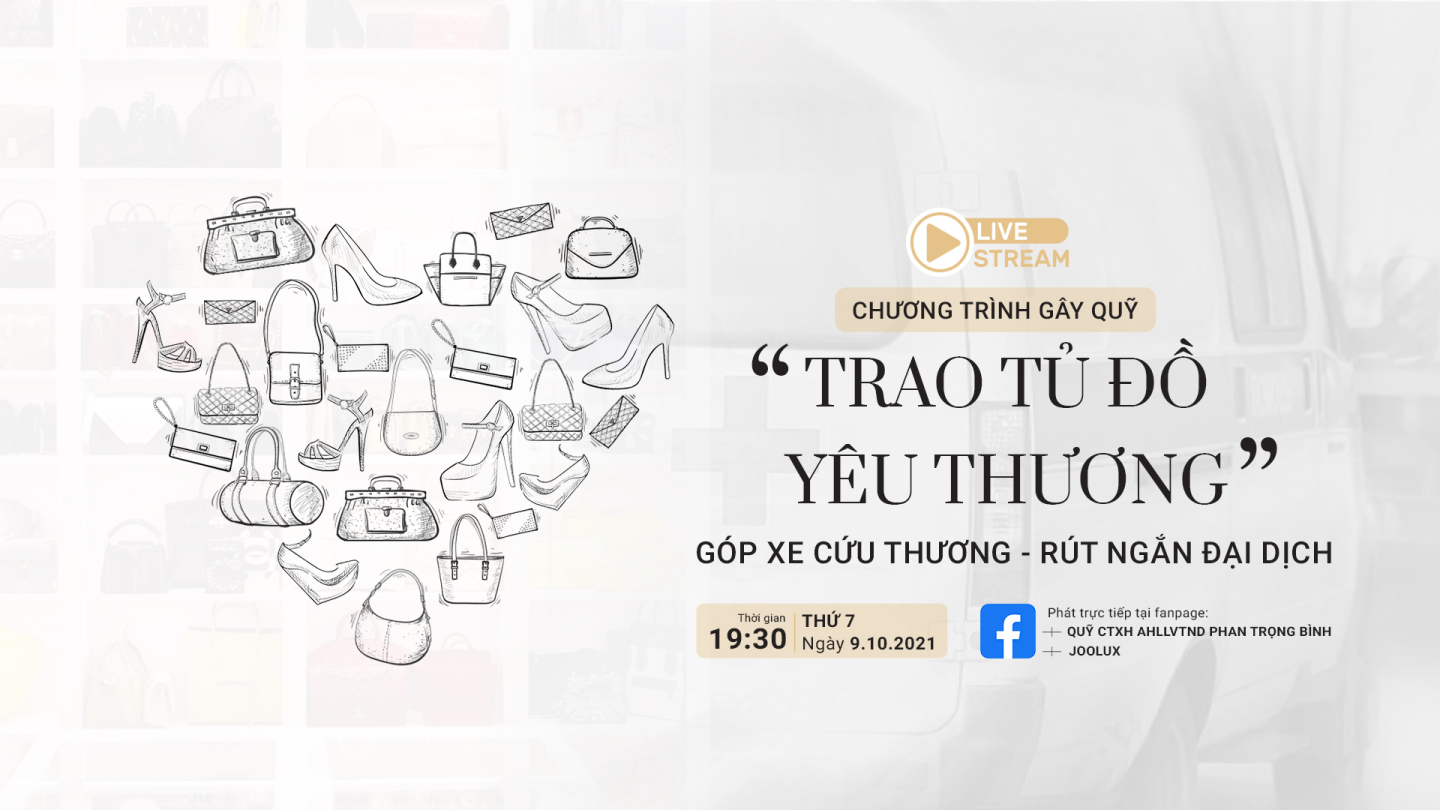 LIVE
STREAM
CHƯƠNG TRÌNH GÂY QUỸ
“ TRAO TỦ ĐỒ
YÊU THƯƠNG ”
GÓP XE CỨU THƯƠNG - RÚT NGẮN ĐẠI DỊCH
Thời gian
19:30
THỨ 7
Ngày 9.10.2021
Phát trực tiếp tại fanpage:
QUỸ CTXH AHLLVTND PHAN TRỌNG BÌNH
JOOLUX